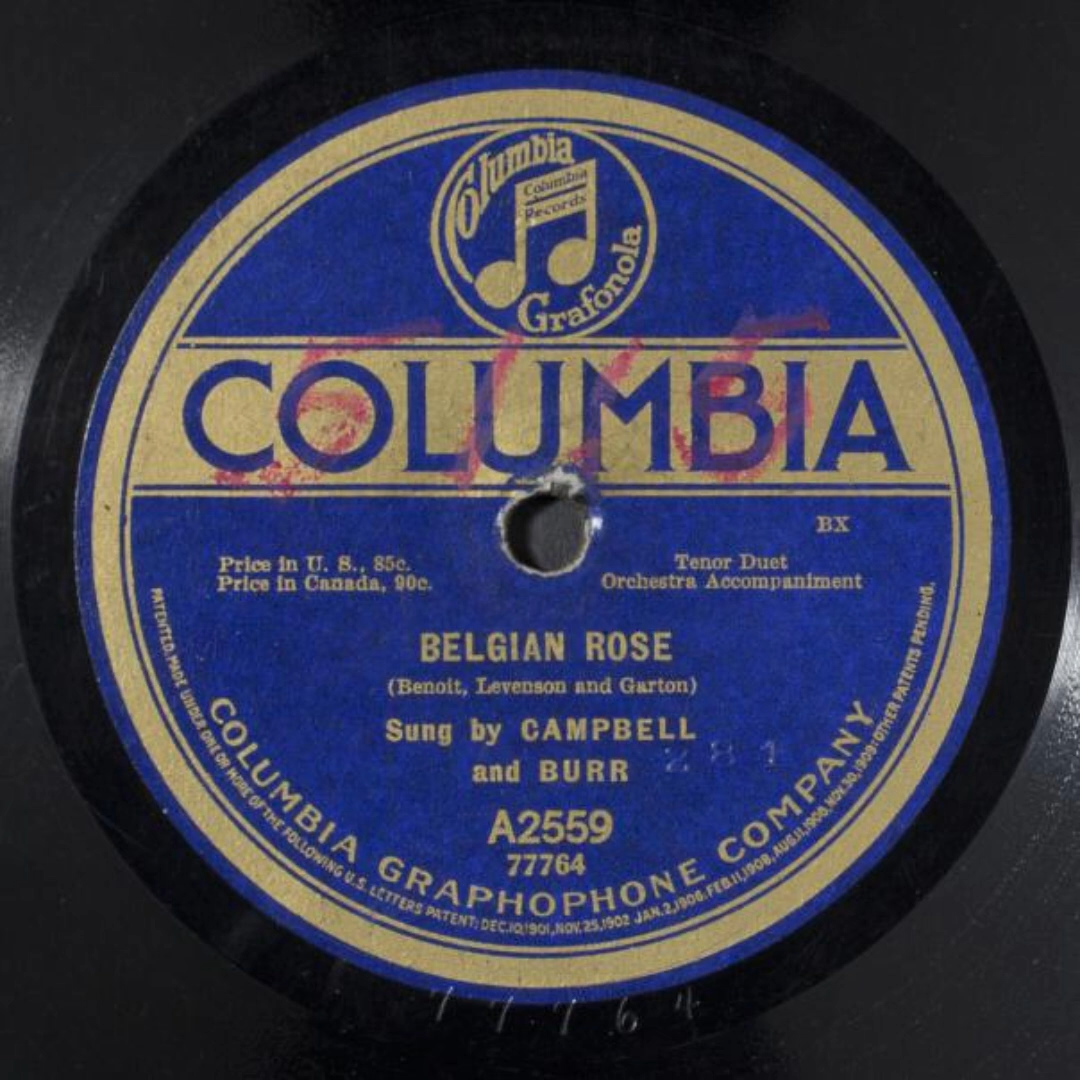 Columbia
Columbia
Records
Grafonola
COLUMBIA
BX
Price in U. S., 85c.
Price in Canada, 90c.
Tenor Duet
Orchestra Accompaniment
BELGIAN ROSE
(Benoit, Levenson and Garton)
Sung by CAMPBELL
and BURR
281
A2559
77764
COLUMBIA GRAPHOPHONE COMPANY
PATENTED. MADE UNDER ONE OR MORE OF THE FOLLOWING U.S. LETTERS PATENT; DEC.10,1901, NOV.25,1902 JAN.2,1906. FEB.11,1908, AUG.11,1908, NOV.30,1909: OTHER PATENTS PENDING.
77764